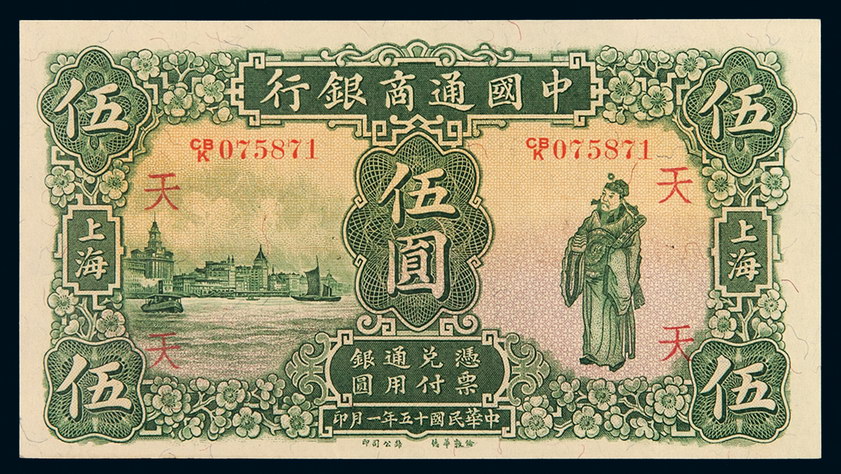 中國通商銀行
伍
伍
CB/K 075871
CB/K 075871
天
天
伍圓
上海
上海
天
天
憑票兌付通用銀圓
伍
伍
中華民國十五年一月印